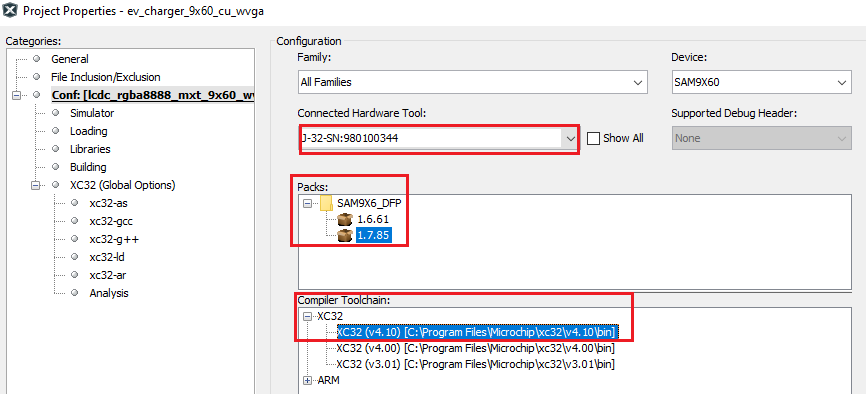 Project Properties - ev_charger_9x60_cu_wvga
Categories:
General
File Inclusion/Exclusion
Conf: [lcdc_rgba8888_mxt_9x60_wv
Simulator
Loading
Libraries
Building
XC32 (Global Options)
xc32-as
xc32-gcc
xc32-g++
xc32-ld
xc32-ar
Analysis
Configuration
Family:
All Families
Device:
SAM9X60
Connected Hardware Tool:
J-32-SN:980100344
Show All
Supported Debug Header:
None
Packs:
SAM9X6_DFP
1.6.61
1.7.85
Compiler Toolchain:
XC32
XC32 (v4.10) [C:\Program Files\Microchip\xc32\v4.10\bin]
XC32 (v4.00) [C:\Program Files\Microchip\xc32\v4.00\bin]
XC32 (v3.01) [C:\Program Files\Microchip\xc32\v3.01\bin]
ARM